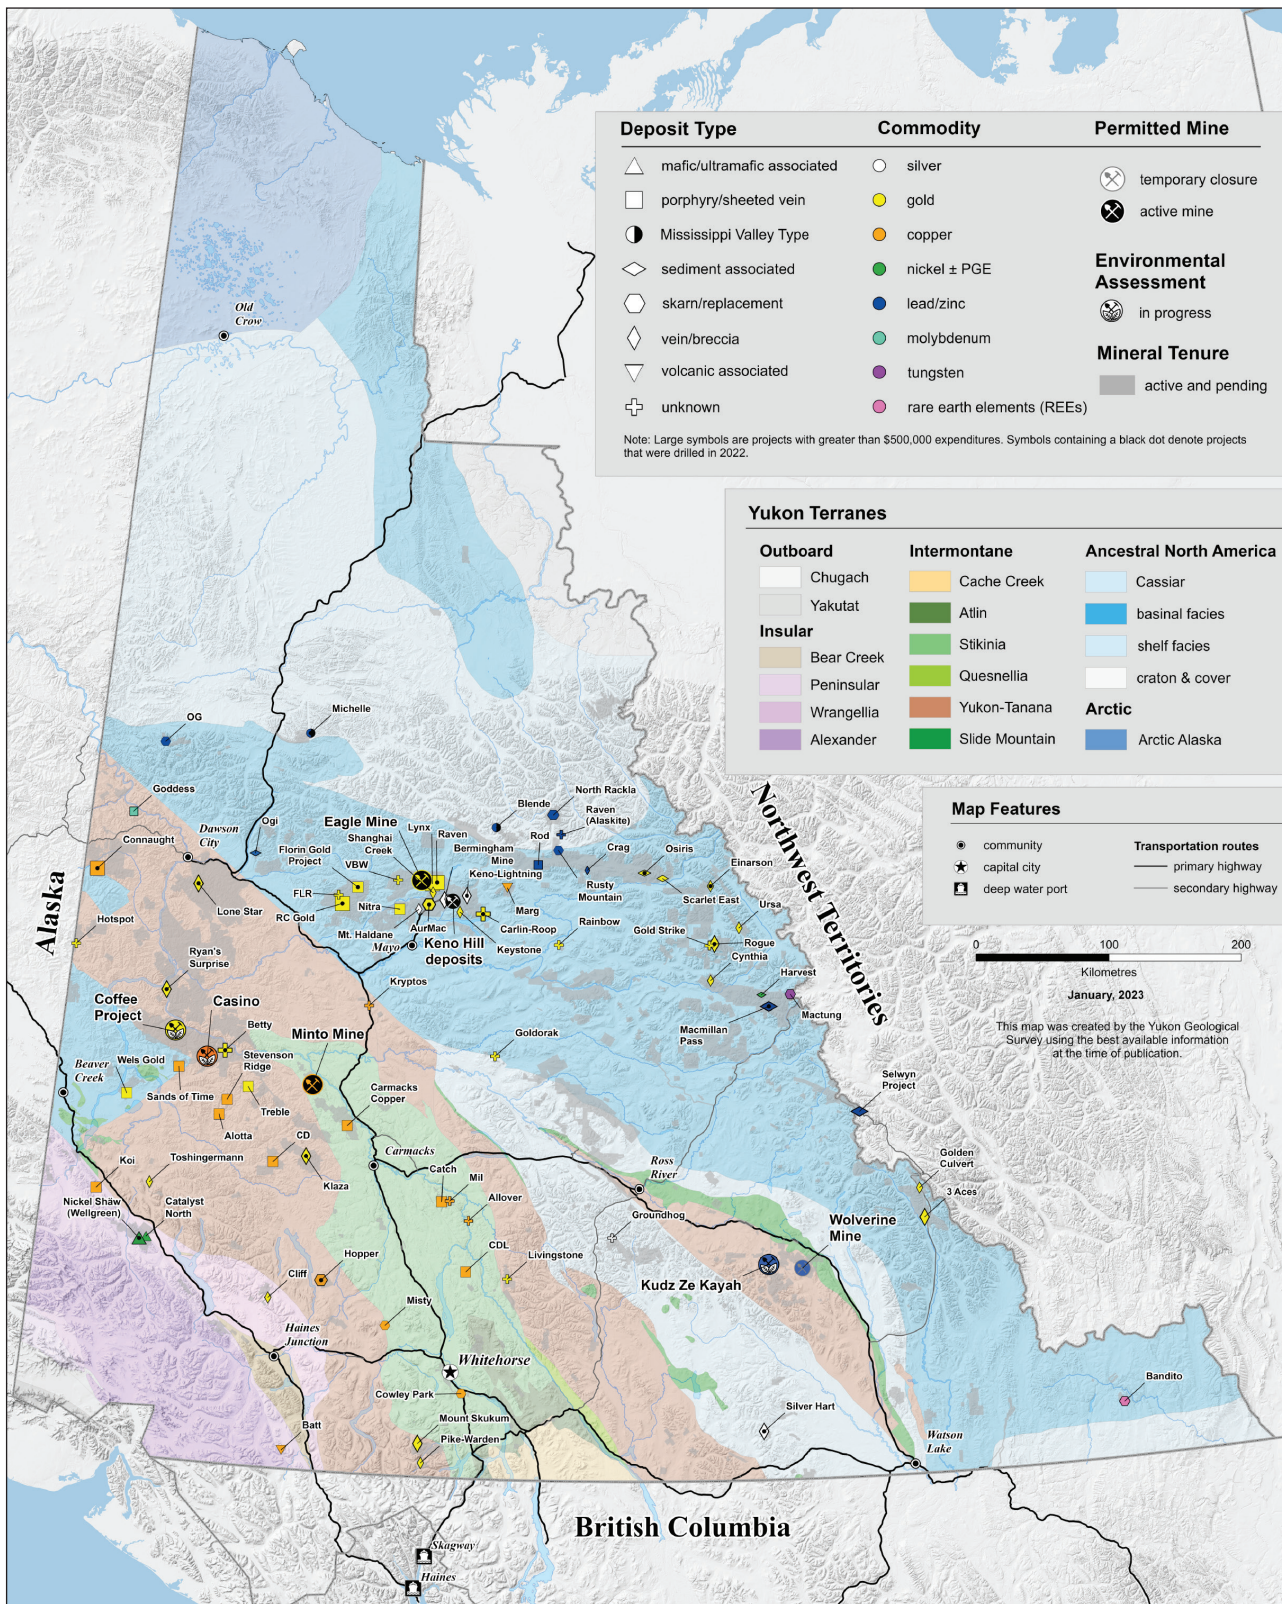 Deposit Type
mafic/ultramafic associated
porphyry/sheeted vein
Mississippi Valley Type
sediment associated
skarn/replacement
vein/breccia
volcanic associated
unknown
Commodity
silver
gold
copper
nickel ± PGE
lead/zinc
molybdenum
tungsten
rare earth elements (REEs)
Permitted Mine
temporary closure
active mine
Environmental
Assessment
in progress
Mineral Tenure
active and pending
Note: Large symbols are projects with greater than $500,000 expenditures. Symbols containing a black dot denote projects
that were drilled in 2022.
Yukon Terranes
Outboard
Chugach
Yakutat
Insular
Bear Creek
Peninsular
Wrangellia
Alexander
Intermontane
Cache Creek
Atlin
Stikinia
Quesnellia
Yukon-Tanana
Slide Mountain
Ancestral North America
Cassiar
basinal facies
shelf facies
craton & cover
Arctic
Arctic Alaska
Map Features
community
capital city
deep water port
Transportation routes
primary highway
secondary highway
0 100 200
Kilometres
January, 2023
This map was created by the Yukon Geological
Survey using the best available information
at the time of publication.
Old
Crow
OG
Michelle
Goddess
Dawson
City
Ogi
Connaught
Lone Star
Hotspot
Alaska
Northwest Territories
British Columbia
Eagle Mine
Lynx
Raven
Shanghai
Creek
Florin Gold
Project
VBW
FLR
RC Gold
Nitra
Mt. Haldane
Mayo
AurMac
Keno Hill
deposits
Bermingham
Mine
Keno-Lightning
Blende
North Rackla
Raven
(Alaskite)
Rod
Crag
Rusty
Mountain
Marg
Carlin-Roop
Keystone
Rainbow
Osiris
Scarlet East
Einarson
Ursa
Gold Strike
Rogue
Cynthia
Harvest
Mactung
Macmillan
Pass
Selwyn
Project
Golden
Culvert
3 Aces
Ryan's
Surprise
Coffee
Project
Casino
Betty
Kryptos
Goldorak
Minto Mine
Beaver
Creek
Wels Gold
Sands of Time
Stevenson
Ridge
Treble
Alotta
Carmacks
Copper
Carmacks
CD
Klaza
Koi
Toshingermann
Nickel Shäw
(Wellgreen)
Catalyst
North
Catch
Mil
Allover
CDL
Livingstone
Ross
River
Groundhog
Wolverine
Mine
Kudz Ze Kayah
Hopper
Cliff
Misty
Haines
Junction
Whitehorse
Cowley Park
Mount Skukum
Pike-Warden
Batt
Silver Hart
Watson
Lake
Bandito
Skagway
Haines